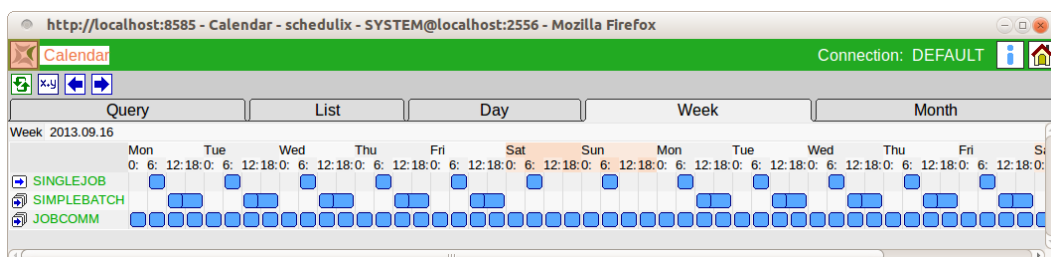 http://localhost:8585 - Calendar - schedulix - SYSTEM@localhost:2556 - Mozilla Firefox
Calendar Connection: DEFAULT
x,y
Query List Day Week Month
Week 2013.09.16
Mon Tue Wed Thu Fri Sat Sun Mon Tue Wed Thu Fri Sa
0: 6: 12:18:0: 6: 12:18:0: 6: 12:18:0: 6: 12:18:0: 6: 12:18:0: 6: 12:18:0: 6: 12:18:0: 6: 12:18:0: 6: 12:18:0: 6: 12:18:0: 6: 12:18:0: 6: 12:18:0:
SINGLEJOB
SIMPLEBATCH
JOBCOMM